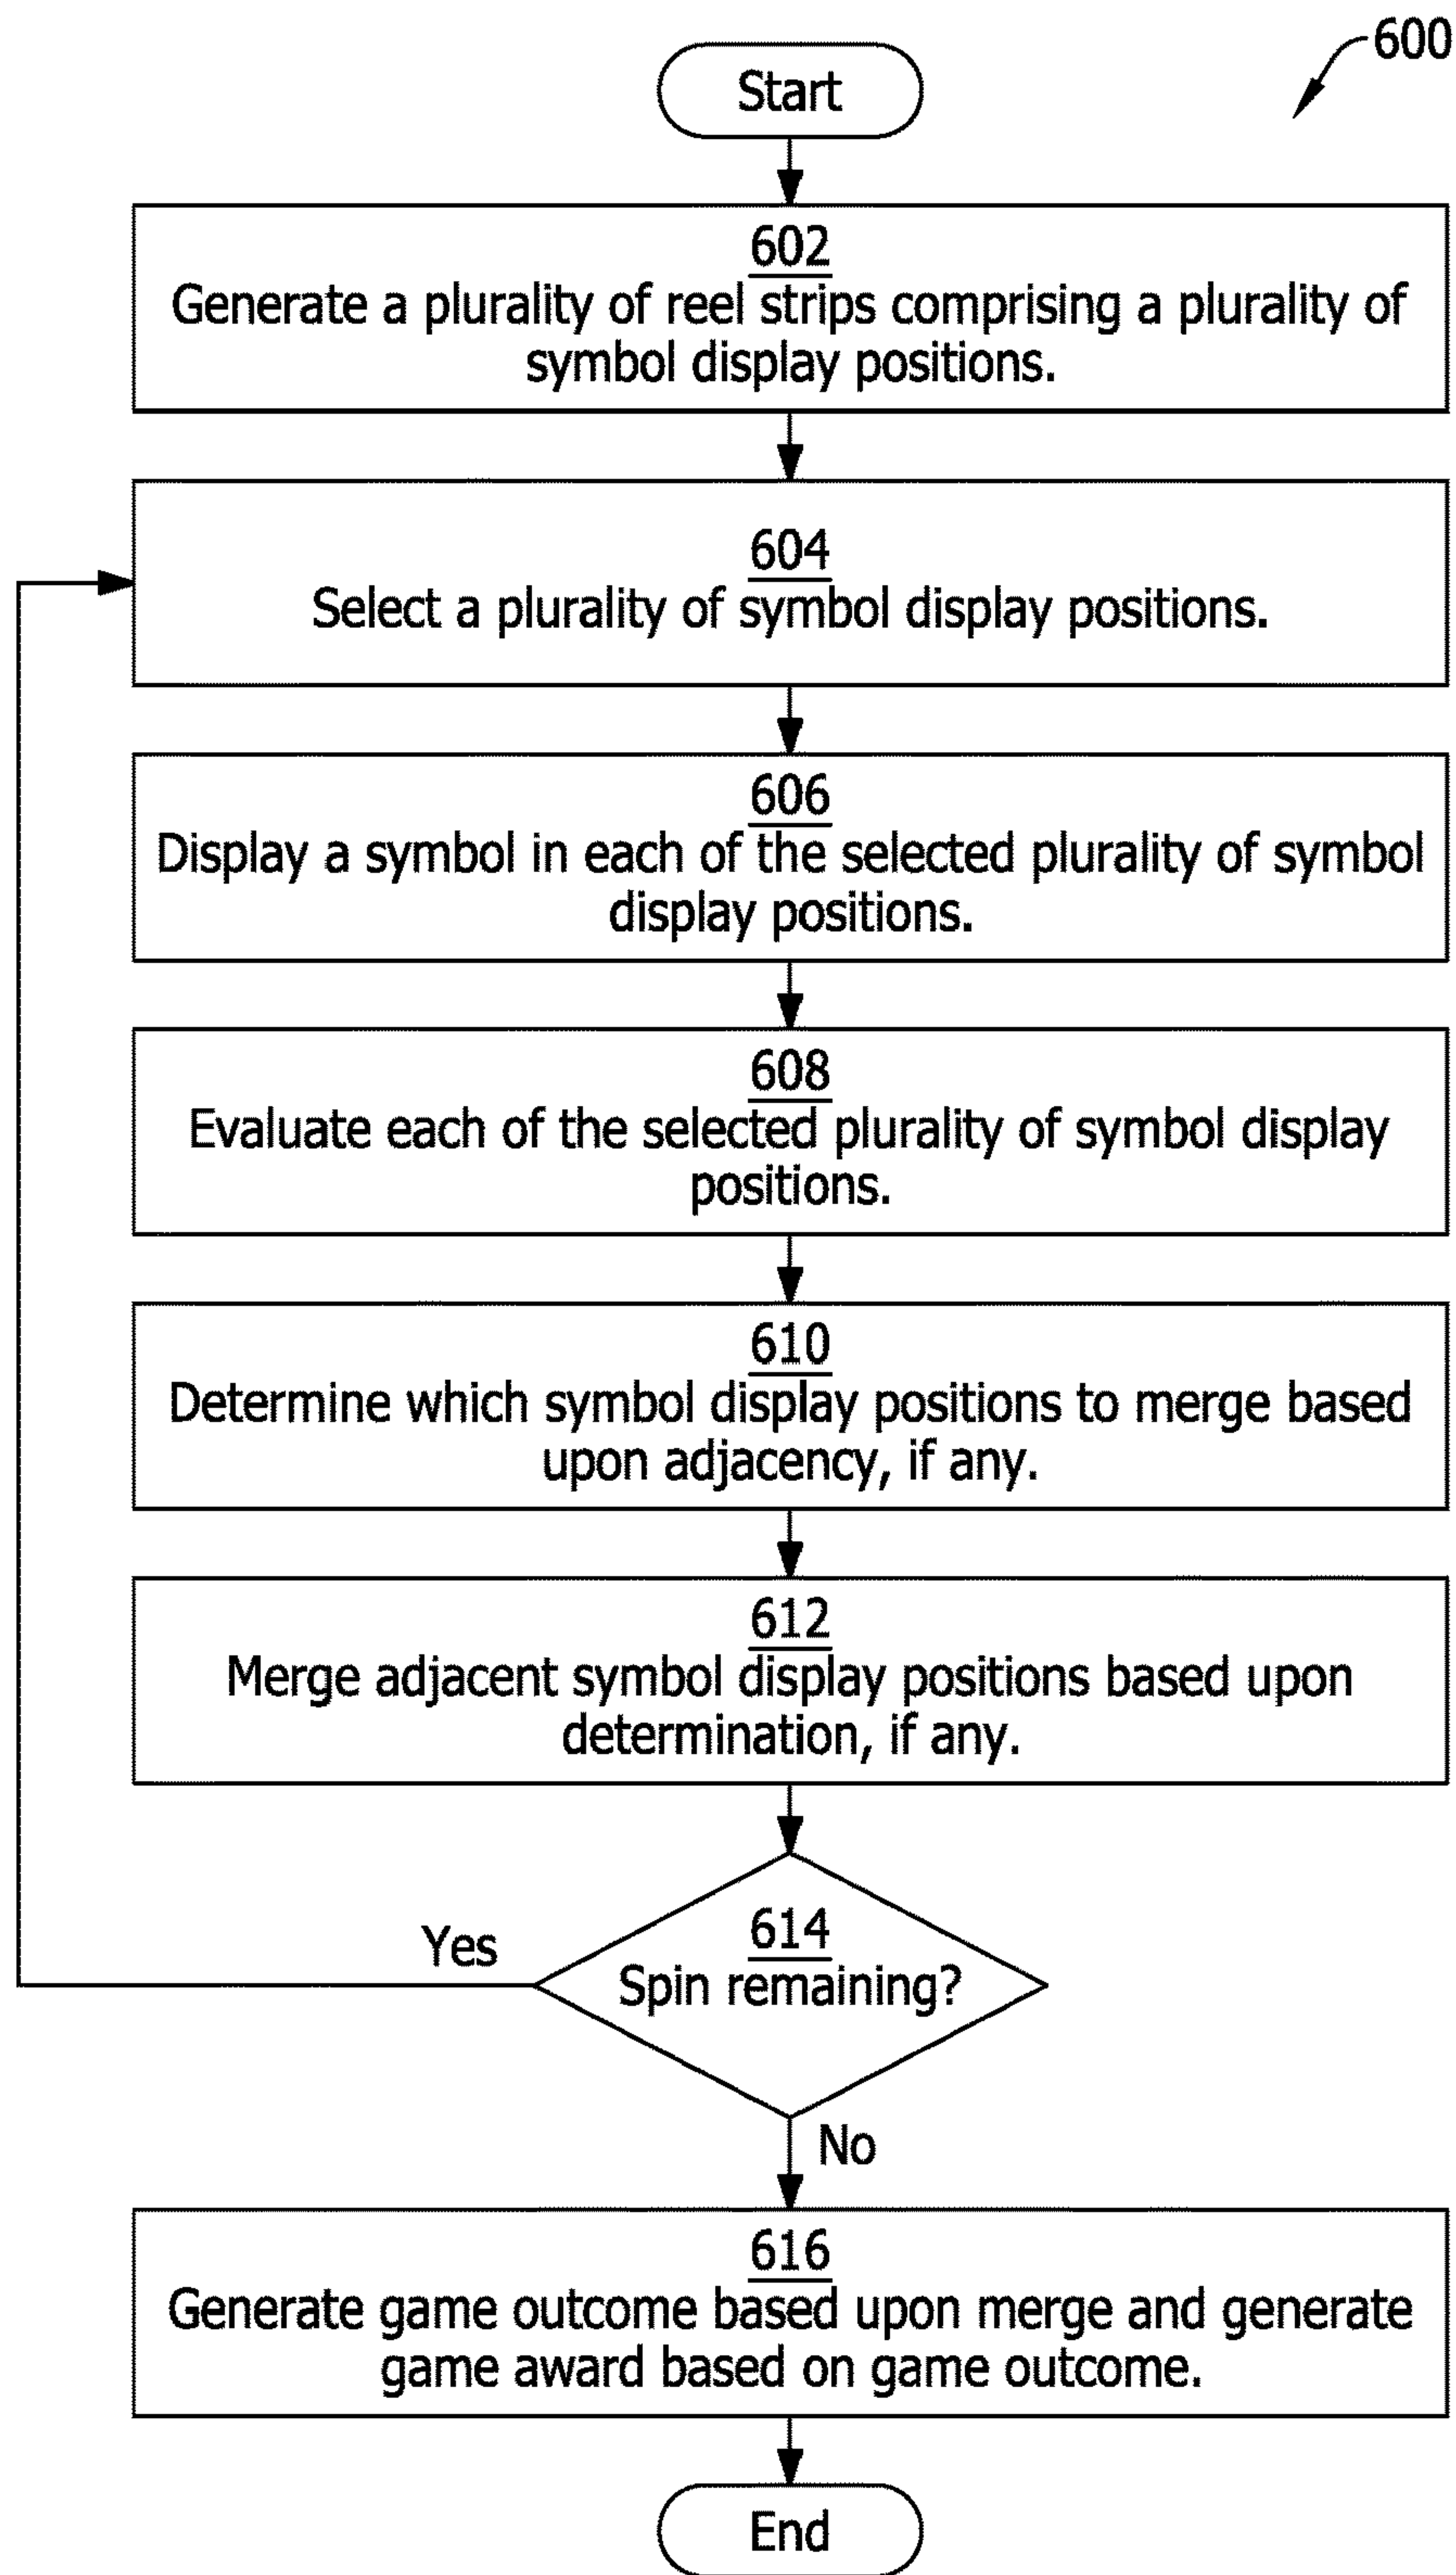 600
Start
602
Generate a plurality of reel strips comprising a plurality of
symbol display positions.
604
Select a plurality of symbol display positions.
606
Display a symbol in each of the selected plurality of symbol
display positions.
608
Evaluate each of the selected plurality of symbol display
positions.
610
Determine which symbol display positions to merge based
upon adjacency, if any.
612
Merge adjacent symbol display positions based upon
determination, if any.
614
Yes
Spin remaining?
No
616
Generate game outcome based upon merge and generate
game award based on game outcome.
End